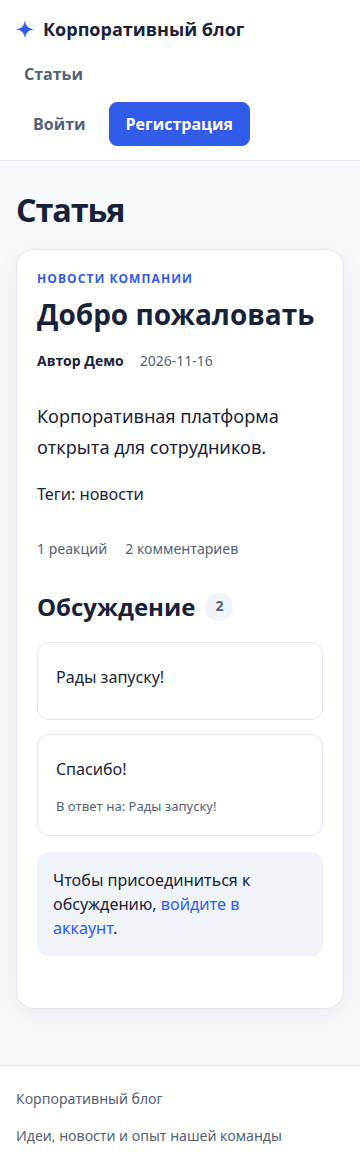 Корпоративный блог
Статьи
Войти
Регистрация
Статья
НОВОСТИ КОМПАНИИ
Добро пожаловать
Автор Демо 2026-11-16
Корпоративная платформа
открыта для сотрудников.
Теги: новости
1 реакций 2 комментариев
Обсуждение 2
Рады запуску!
Спасибо!
В ответ на: Рады запуску!
Чтобы присоединиться к
обсуждению, войдите в
аккаунт.
Корпоративный блог
Идеи, новости и опыт нашей команды